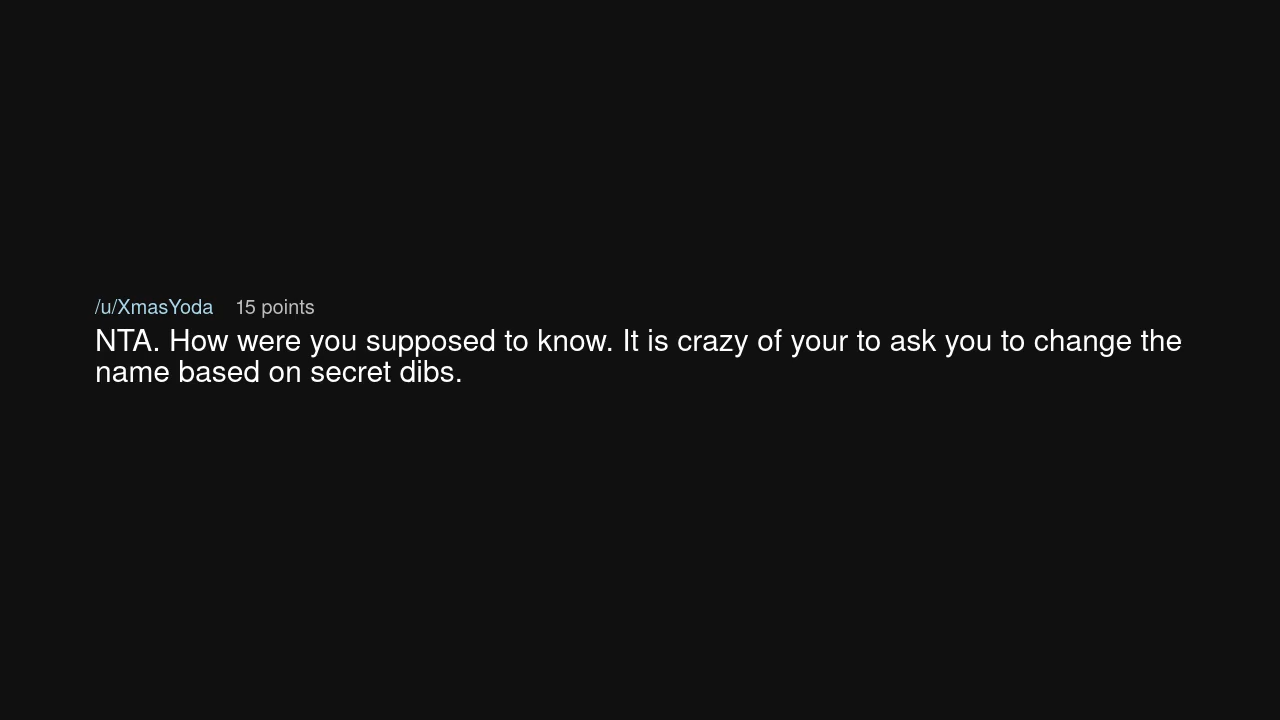 /u/XmasYoda 15 points
NTA. How were you supposed to know. It is crazy of your to ask you to change the
name based on secret dibs.